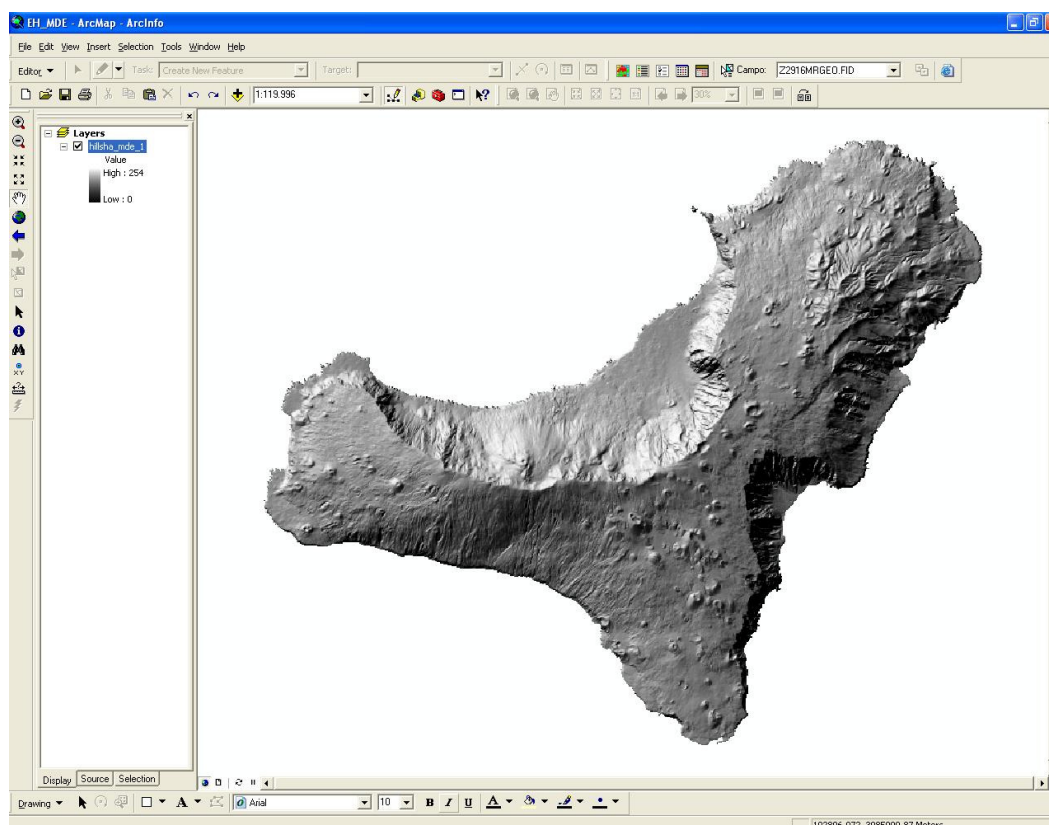 EH_MDE - ArcMap - ArcInfo
File Edit View Insert Selection Tools Window Help
Editor Task: Create New Feature Target: Campo: Z2916MRGEO.FID
1:119.996 30%
Layers
hillsha_mde_1
Value
High : 254
Low : 0
Display Source Selection
Drawing A Arial 10 B I U A